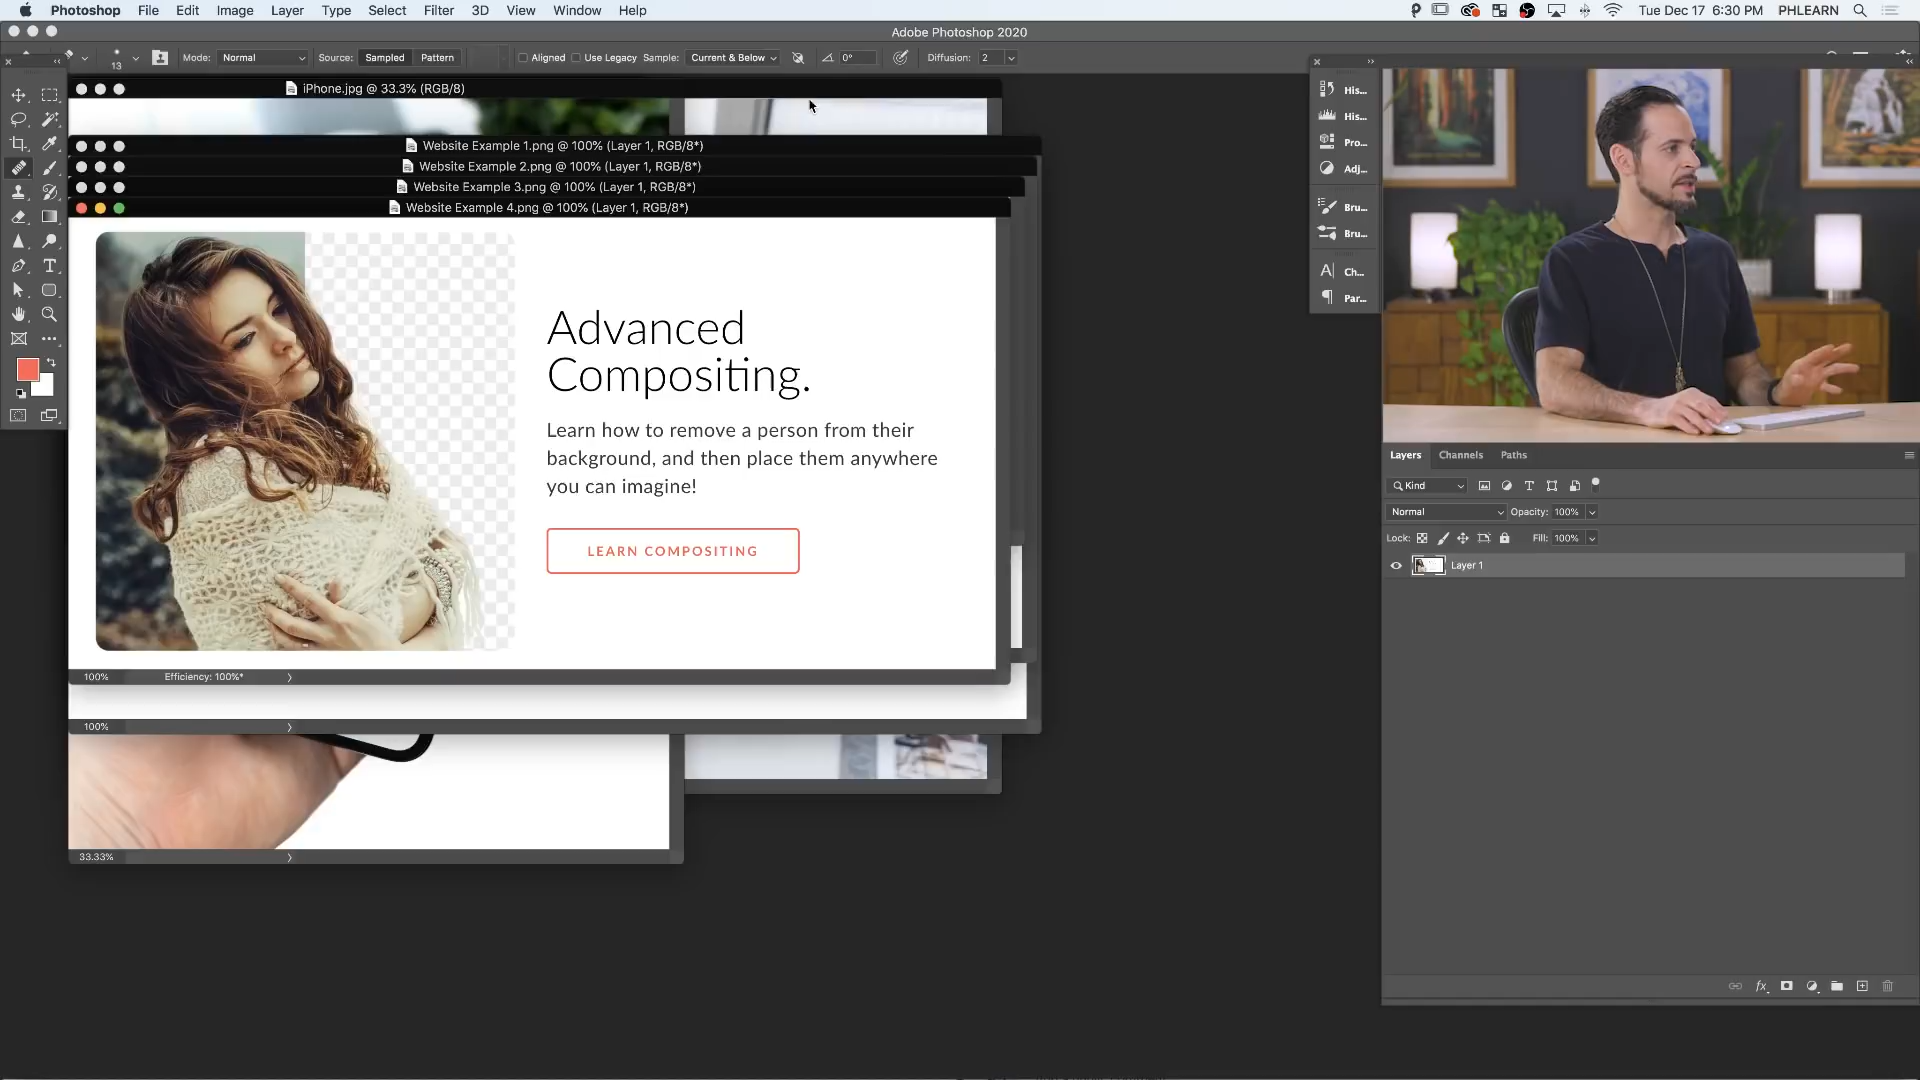 Photoshop File Edit Image Layer Type Select Filter 3D View Window Help Tue Dec 17 6:30 PM PHLEARN
Adobe Photoshop 2020
13 Mode: Normal Source: Sampled Pattern Aligned Use Legacy Sample: Current & Below 0° Diffusion: 2
iPhone.jpg @ 33.3% (RGB/8)
Website Example 1.png @ 100% (Layer 1, RGB/8*)
Website Example 2.png @ 100% (Layer 1, RGB/8*)
Website Example 3.png @ 100% (Layer 1, RGB/8*)
Website Example 4.png @ 100% (Layer 1, RGB/8*)
Advanced
Compositing.
Learn how to remove a person from their
background, and then place them anywhere
you can imagine!
LEARN COMPOSITING
100% Efficiency: 100%*
100%
33.33%
His...
His...
Pro...
Adj...
Bru...
Bru...
Ch...
Par...
Layers Channels Paths
Kind
Normal Opacity: 100%
Lock: Fill: 100%
Layer 1
fx